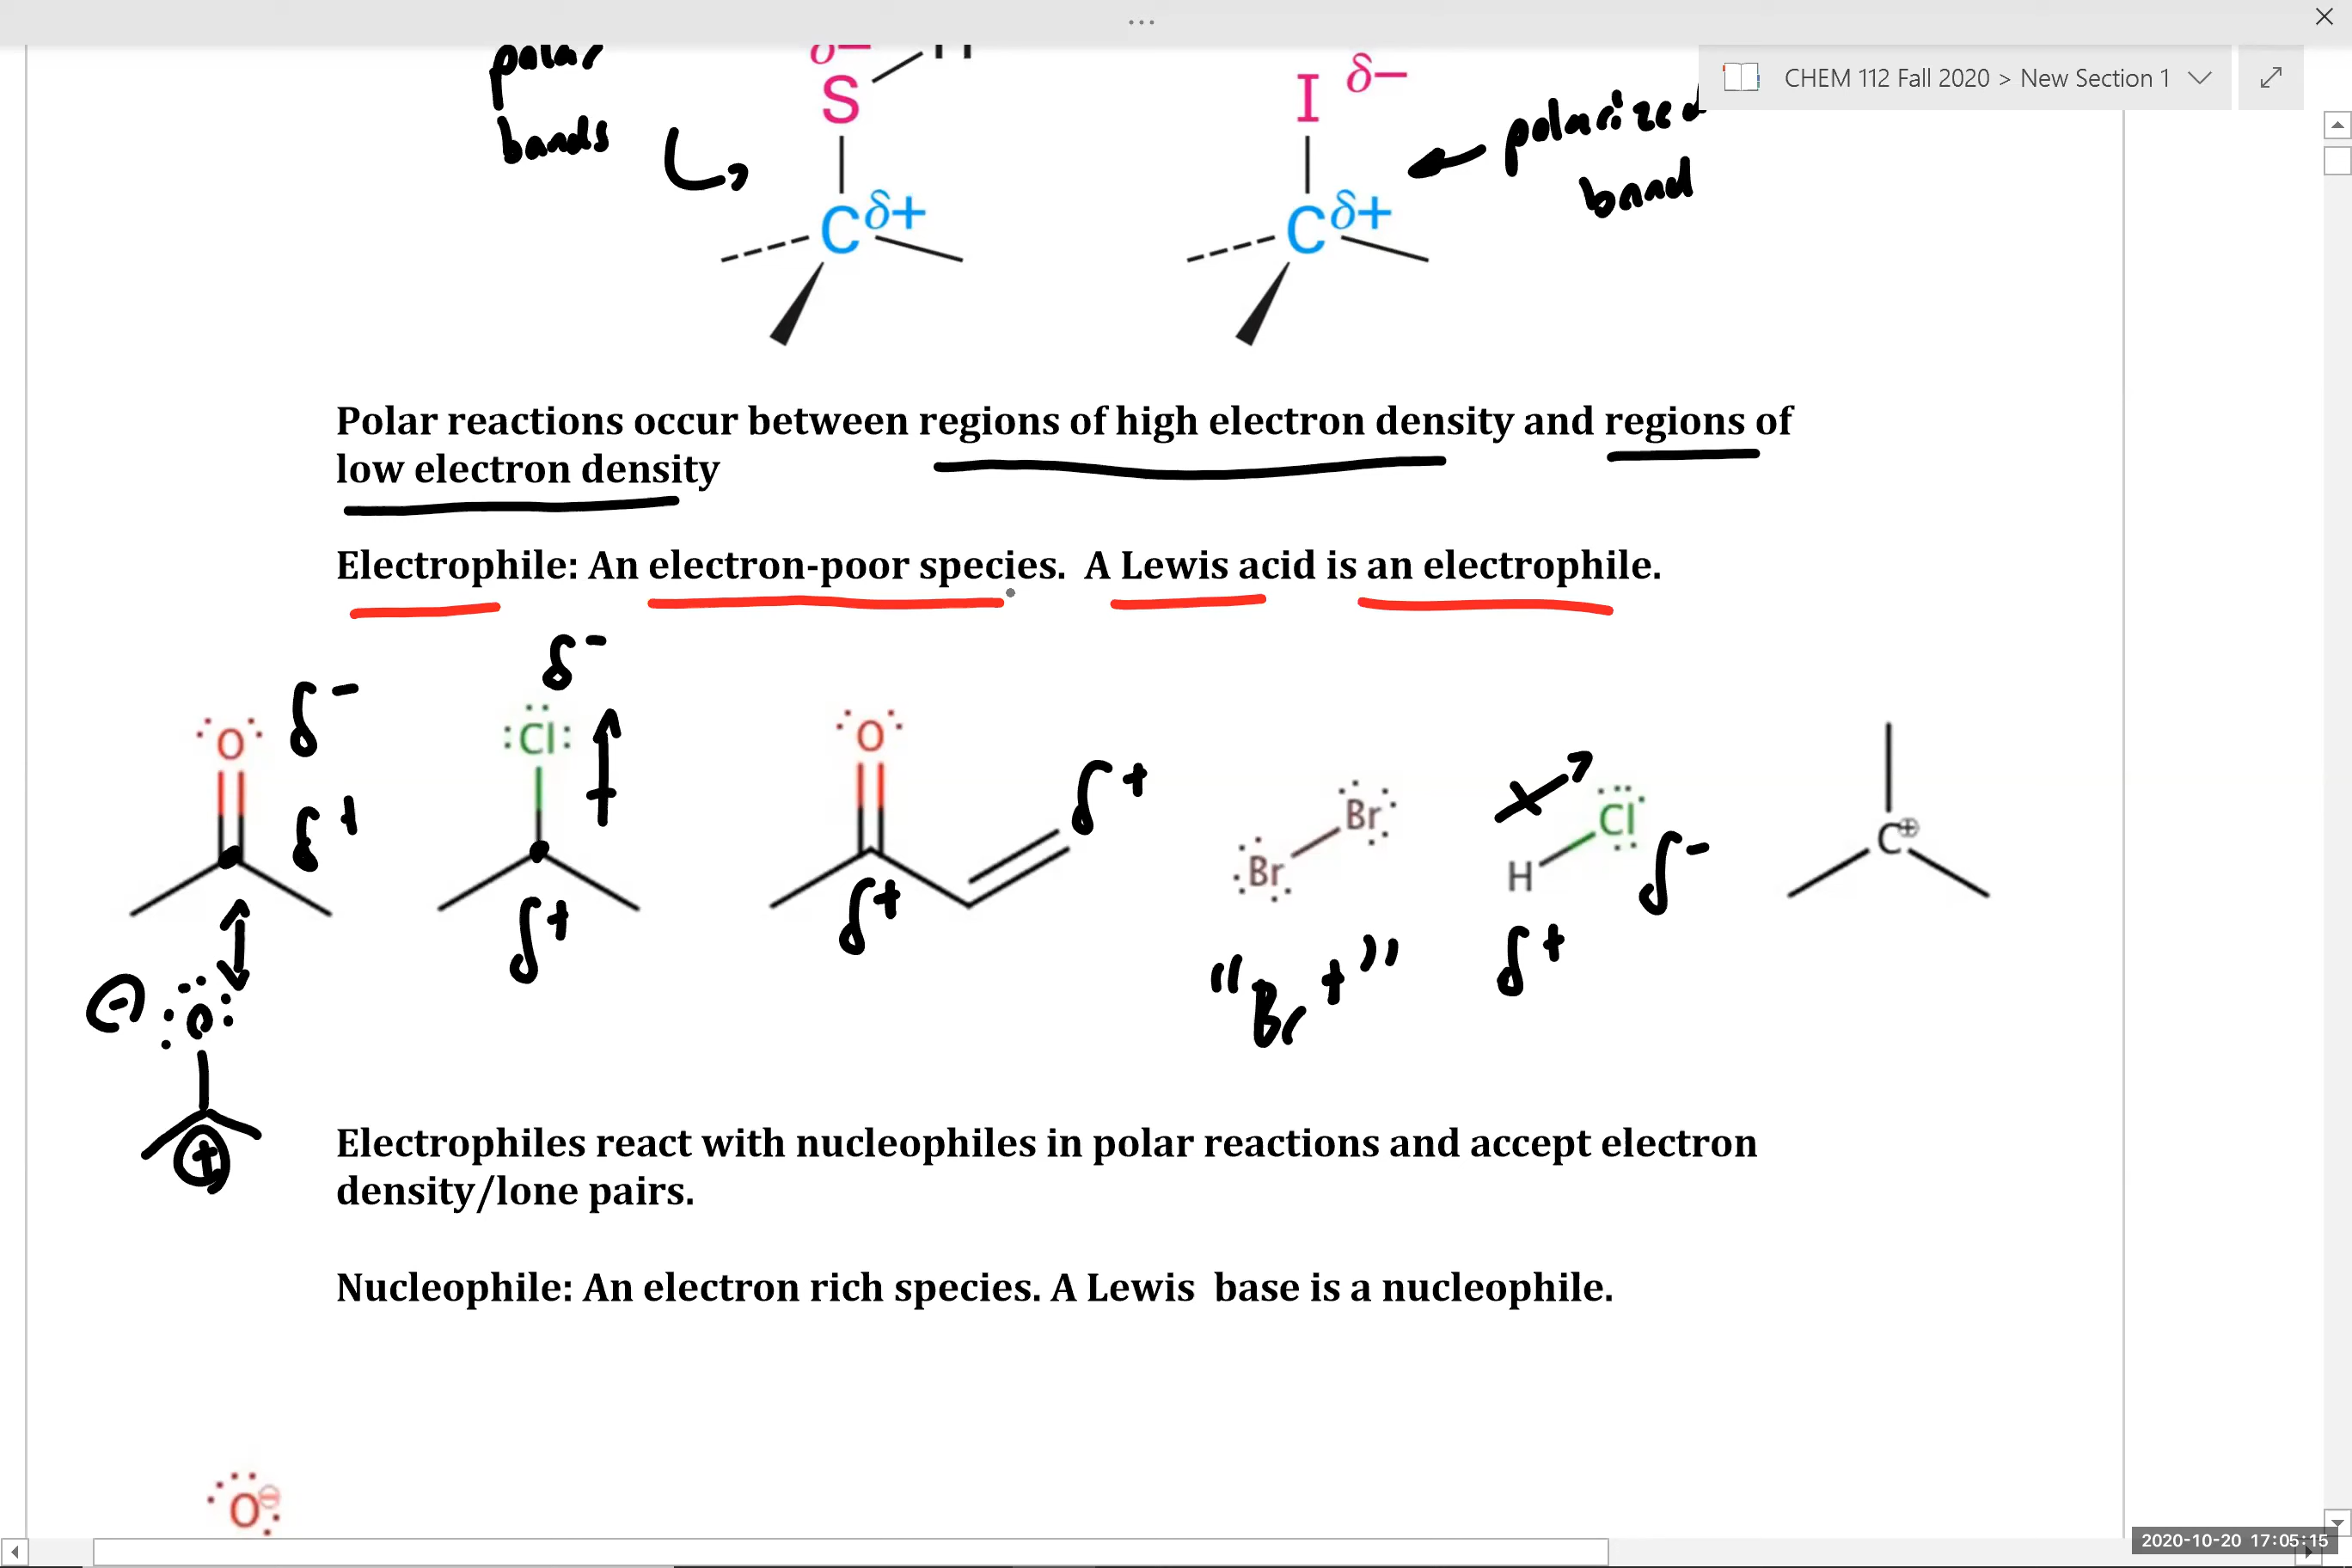 CHEM 112 Fall 2020 > New Section 1
polar
bonds
δ−
S
H
C δ+
I δ−
C δ+
polarized
bond
Polar reactions occur between regions of high electron density and regions of
low electron density
Electrophile: An electron-poor species. A Lewis acid is an electrophile.
δ−
δ−
:Cl:
O
δ+
O
δ+
Br
Br
Cl
H
δ−
C⊕
δ+
δ+
"Br+"
δ+
⊖ :O:
⊕
Electrophiles react with nucleophiles in polar reactions and accept electron
density/lone pairs.
Nucleophile: An electron rich species. A Lewis base is a nucleophile.
O⊖
2020-10-20 17:05:15